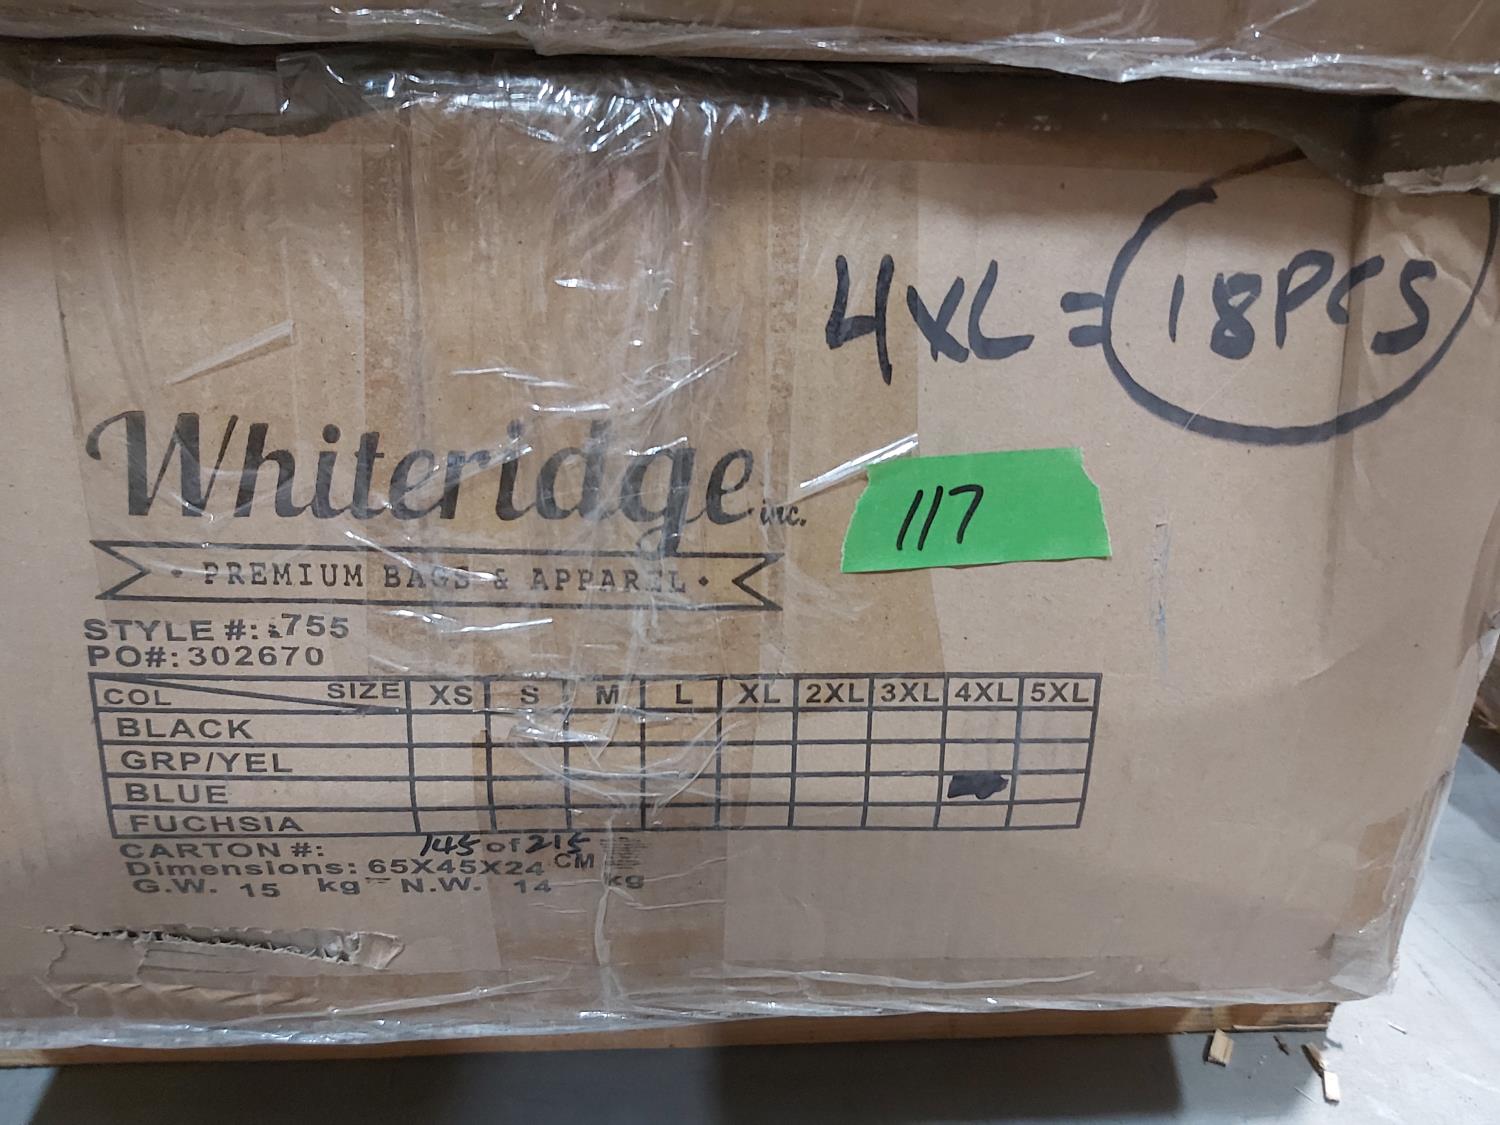 4XL = 18PCS
Whiteridge inc.
117
• PREMIUM BAGS & APPAREL •
STYLE #: 755
PO#: 302670
COL SIZE XS S M L XL 2XL 3XL 4XL 5XL
BLACK
GRP/YEL
BLUE
FUCHSIA
CARTON #: 145 of 215
Dimensions: 65X45X24 CM
G.W. 15 kg N.W. 14 kg